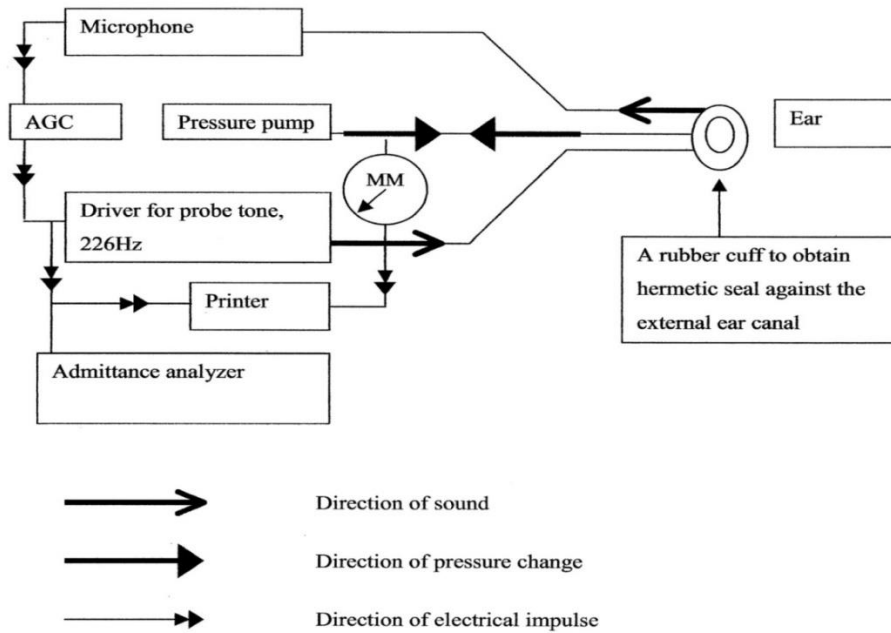 Microphone
AGC
Pressure pump
Ear
MM
Driver for probe tone,
226Hz
A rubber cuff to obtain
hermetic seal against the
external ear canal
Printer
Admittance analyzer
Direction of sound
Direction of pressure change
Direction of electrical impulse